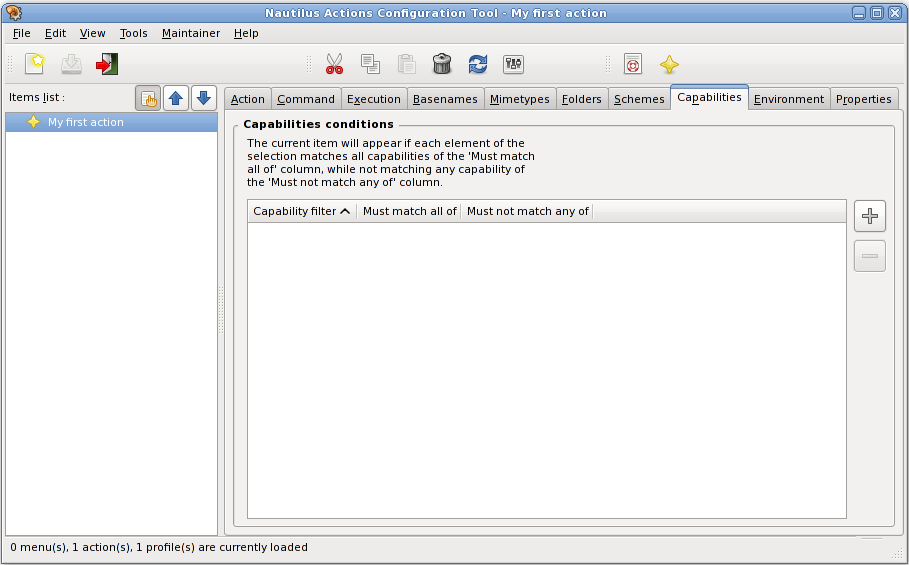 Nautilus Actions Configuration Tool - My first action
File Edit View Tools Maintainer Help
Items list :
Action Command Execution Basenames Mimetypes Folders Schemes Capabilities Environment Properties
My first action
Capabilities conditions
The current item will appear if each element of the
selection matches all capabilities of the 'Must match
all of' column, while not matching any capability of
the 'Must not match any of' column.
Capability filter Must match all of Must not match any of
0 menu(s), 1 action(s), 1 profile(s) are currently loaded